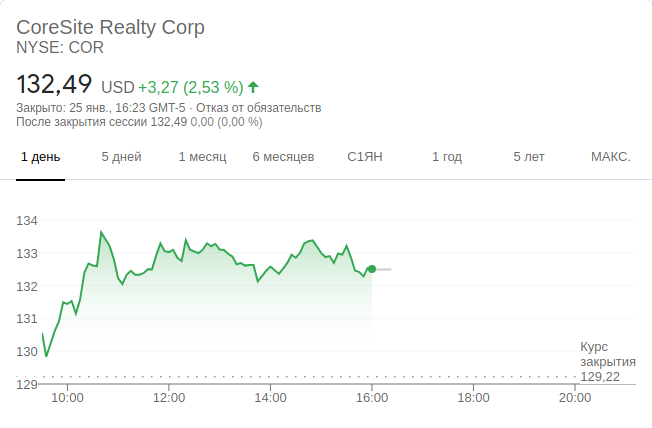 CoreSite Realty Corp
NYSE: COR
132,49 USD +3,27 (2,53 %)
Закрыто: 25 янв., 16:23 GMT-5 · Отказ от обязательств
После закрытия сессии 132,49 0,00 (0,00 %)
1 день 5 дней 1 месяц 6 месяцев С1ЯН 1 год 5 лет МАКС.
134
133
132
131
130
129
Курс
закрытия
129,22
10:00 12:00 14:00 16:00 18:00 20:00